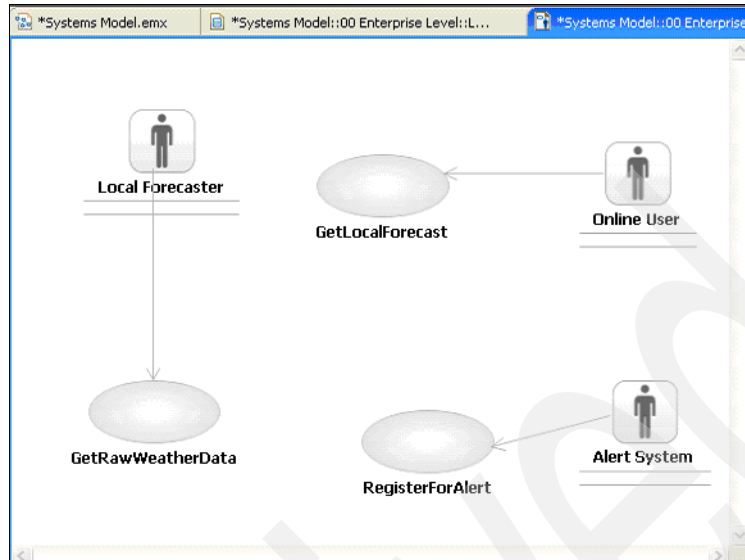 *Systems Model.emx
*Systems Model::00 Enterprise Level::L...
*Systems Model::00 Enterprise
Local Forecaster
GetLocalForecast
Online User
GetRawWeatherData
RegisterForAlert
Alert System